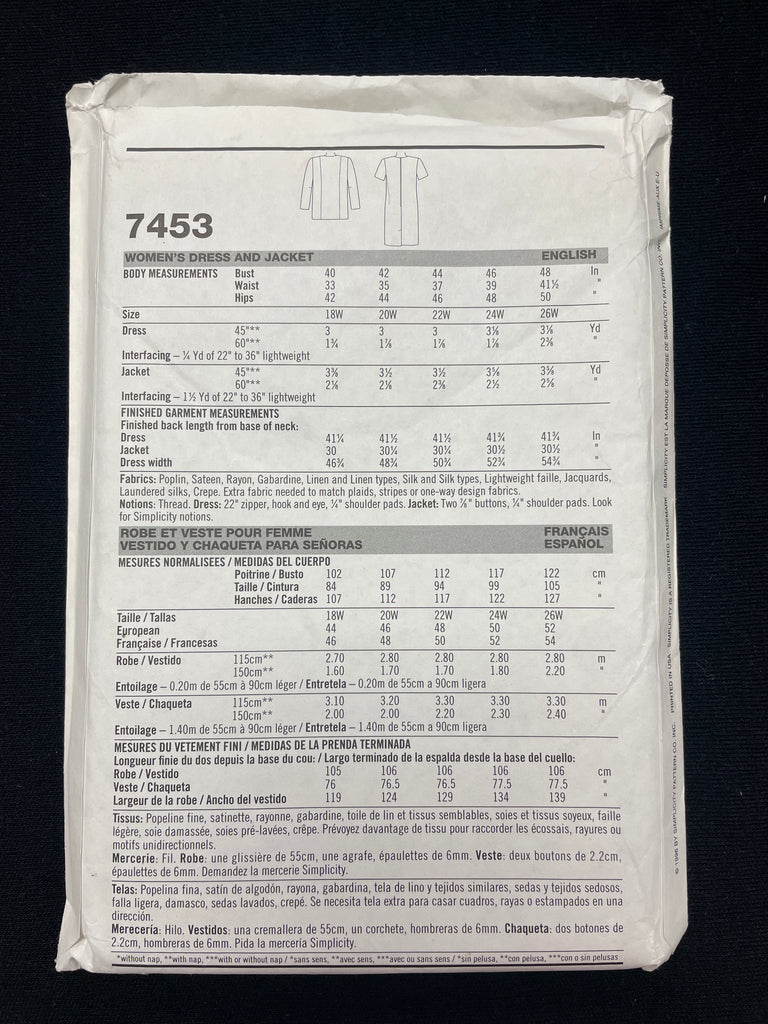 7453
WOMEN'S DRESS AND JACKET ENGLISH
BODY MEASUREMENTS Bust 40 42 44 46 48 In
Waist 33 35 37 39 41½ "
Hips 42 44 46 48 50 "
Size 18W 20W 22W 24W 26W
Dress 45"** 3 3 3 3⅛ 3⅛ Yd
60"** 1¾ 1⅞ 1⅞ 1⅞ 2⅜ "
Interfacing – ¼ Yd of 22" to 36" lightweight
Jacket 45"** 3⅜ 3½ 3½ 3⅝ 3⅝ Yd
60"** 2⅛ 2⅛ 2⅜ 2½ 2⅝ "
Interfacing – 1½ Yd of 22" to 36" lightweight
FINISHED GARMENT MEASUREMENTS
Finished back length from base of neck:
Dress 41¼ 41½ 41½ 41¾ 41¾ In
Jacket 30 30¼ 30¼ 30½ 30½ "
Dress width 46¾ 48¾ 50¾ 52¾ 54¾ "
Fabrics: Poplin, Sateen, Rayon, Gabardine, Linen and Linen types, Silk and Silk types, Lightweight faille, Jacquards,
Laundered silks, Crepe. Extra fabric needed to match plaids, stripes or one-way design fabrics.
Notions: Thread. Dress: 22" zipper, hook and eye, ¼" shoulder pads. Jacket: Two ⅞" buttons, ¼" shoulder pads. Look
for Simplicity notions.
ROBE ET VESTE POUR FEMME FRANÇAIS
VESTIDO Y CHAQUETA PARA SEÑORAS ESPAÑOL
MESURES NORMALISEES / MEDIDAS DEL CUERPO
Poitrine / Busto 102 107 112 117 122 cm
Taille / Cintura 84 89 94 99 105 "
Hanches / Caderas 107 112 117 122 127 "
Taille / Tallas 18W 20W 22W 24W 26W
European 44 46 48 50 52
Française / Francesas 46 48 50 52 54
Robe / Vestido 115cm** 2.70 2.80 2.80 2.80 2.80 m
150cm** 1.60 1.70 1.70 1.80 2.20 "
Entoilage – 0.20m de 55cm à 90cm léger / Entretela – 0.20m de 55cm a 90cm ligera
Veste / Chaqueta 115cm** 3.10 3.20 3.30 3.30 3.30 m
150cm** 2.00 2.00 2.20 2.30 2.40 "
Entoilage – 1.40m de 55cm à 90cm léger / Entretela – 1.40m de 55cm a 90cm ligera
MESURES DU VETEMENT FINI / MEDIDAS DE LA PRENDA TERMINADA
Longueur finie du dos depuis la base du cou: / Largo terminado de la espalda desde la base del cuello:
Robe / Vestido 105 106 106 106 106 cm
Veste / Chaqueta 76 76.5 76.5 77.5 77.5 "
Largeur de la robe / Ancho del vestido 119 124 129 134 139 "
Tissus: Popeline fine, satinette, rayonne, gabardine, toile de lin et tissus semblables, soies et tissus soyeux, faille
légère, soie damassée, soies pré-lavées, crêpe. Prévoyez davantage de tissu pour raccorder les écossais, rayures ou
motifs unidirectionnels.
Mercerie: Fil. Robe: une glissière de 55cm, une agrafe, épaulettes de 6mm. Veste: deux boutons de 2.2cm,
épaulettes de 6mm. Demandez la mercerie Simplicity.
Telas: Popelina fina, satín de algodón, rayona, gabardina, tela de lino y tejidos similares, sedas y tejidos sedosos,
falla ligera, damasco, sedas lavados, crepé. Se necesita tela extra para casar cuadros, rayas o estampados en una
dirección.
Merecería: Hilo. Vestidos: una cremallera de 55cm, un corchete, hombreras de 6mm. Chaqueta: dos botones de
2.2cm, hombreras de 6mm. Pida la mercería Simplicity.
*without nap, **with nap, ***with or without nap / *sans sens, **avec sens, ***avec ou sans sens / *sin pelusa, **con pelusa, ***con o sin pelusas
© 1996 BY SIMPLICITY PATTERN CO. INC. PRINTED IN USA SIMPLICITY IS A REGISTERED TRADEMARK SIMPLICITY EST LA MARQUE DEPOSSE DE SIMPLICITY PATTERN CO. IMPRIME AUX E-U